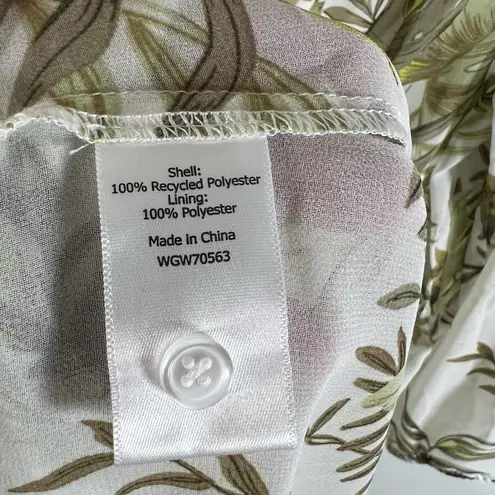 Shell:
100% Recycled Polyester
Lining:
100% Polyester
Made in China
WGW70563